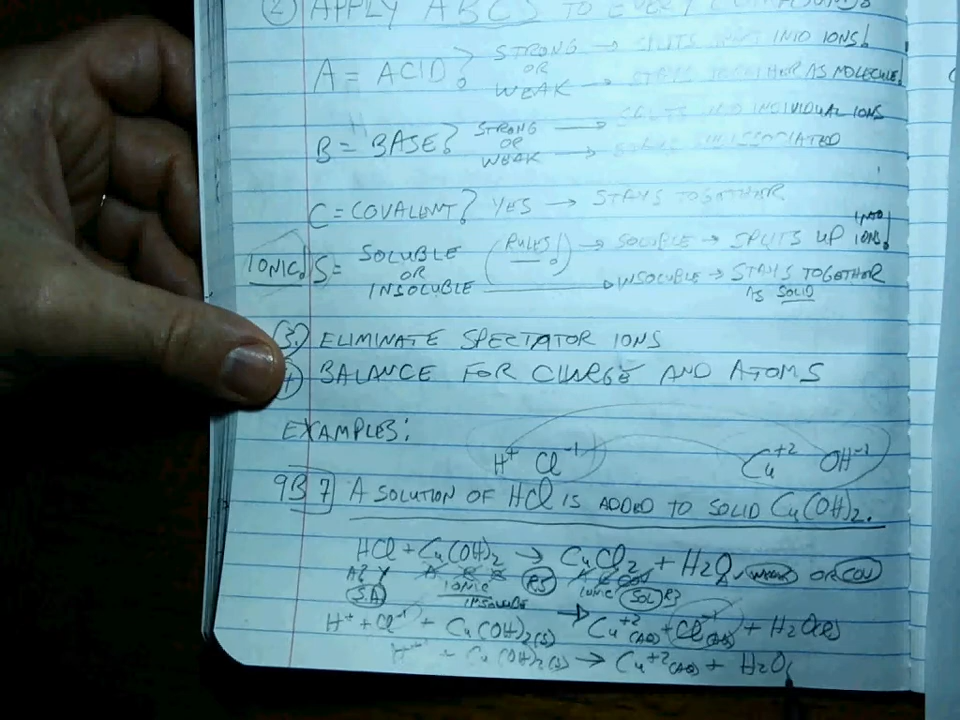 2 APPLY ABCS TO EVERY COMPOUND
A = ACID? STRONG → SPLITS INTO IONS!
OR
WEAK → STAYS TOGETHER AS MOLECULE!
B = BASE? STRONG → SPLITS INTO INDIVIDUAL IONS
OR
WEAK →
C = COVALENT? YES → STAYS TOGETHER
IONIC! S = SOLUBLE OR INSOLUBLE (RULES!) → SOLUBLE → SPLITS UP INTO IONS!
→ INSOLUBLE → STAYS TOGETHER
AS SOLID
3. ELIMINATE SPECTATOR IONS
4 BALANCE FOR CHARGE AND ATOMS
EXAMPLES:
H⁺ Cl⁻¹ Cu⁺² OH⁻¹
9B 7 A SOLUTION OF HCl IS ADDED TO SOLID Cu(OH)₂.
HCl + Cu(OH)₂ → CuCl₂ + H₂O WEAK OR COV
A? Y A B C R5 A B COV
S.A IONIC INSOLUBLE IONIC SOL R3
H⁺ + Cl⁻¹ + Cu(OH)₂(s) → Cu⁺²(AQ) + Cl⁻¹(AQ) + H₂O(l)
H⁺ + Cu(OH)₂(s) → Cu⁺²(AQ) + H₂O(